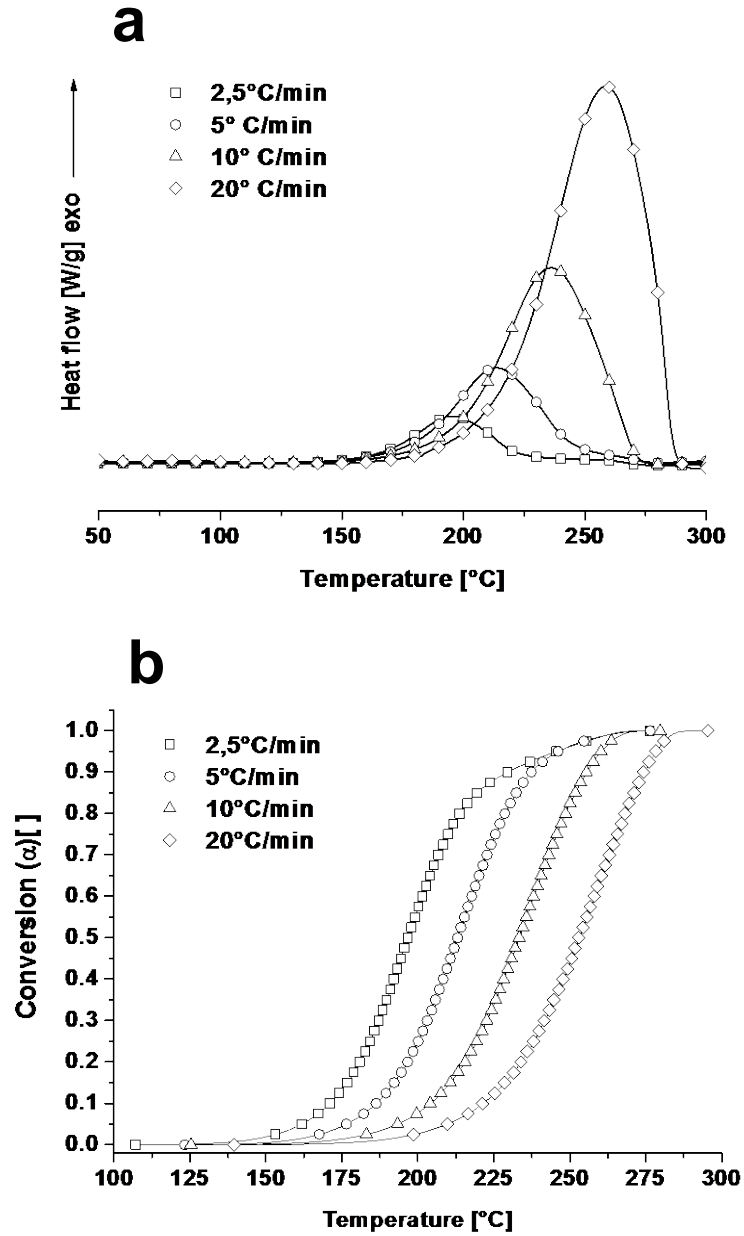 a
2,5°C/min
5° C/min
10° C/min
20° C/min
Heat flow [W/g] exo
50 100 150 200 250 300
Temperature [°C]
b
1.0
0.9
0.8
0.7
0.6
0.5
0.4
0.3
0.2
0.1
0.0
2,5°C/min
5°C/min
10°C/min
20°C/min
Conversion (α)[ ]
100 125 150 175 200 225 250 275 300
Temperature [°C]